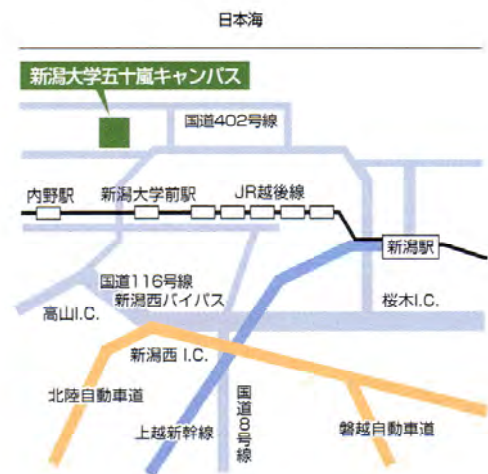 日本海
新潟大学五十嵐キャンパス
国道402号線
内野駅
新潟大学前駅
JR越後線
新潟駅
国道116号線
新潟西バイパス
高山I.C.
桜木I.C.
新潟西 I.C.
北陸自動車道
上越新幹線
国道8号線
磐越自動車道